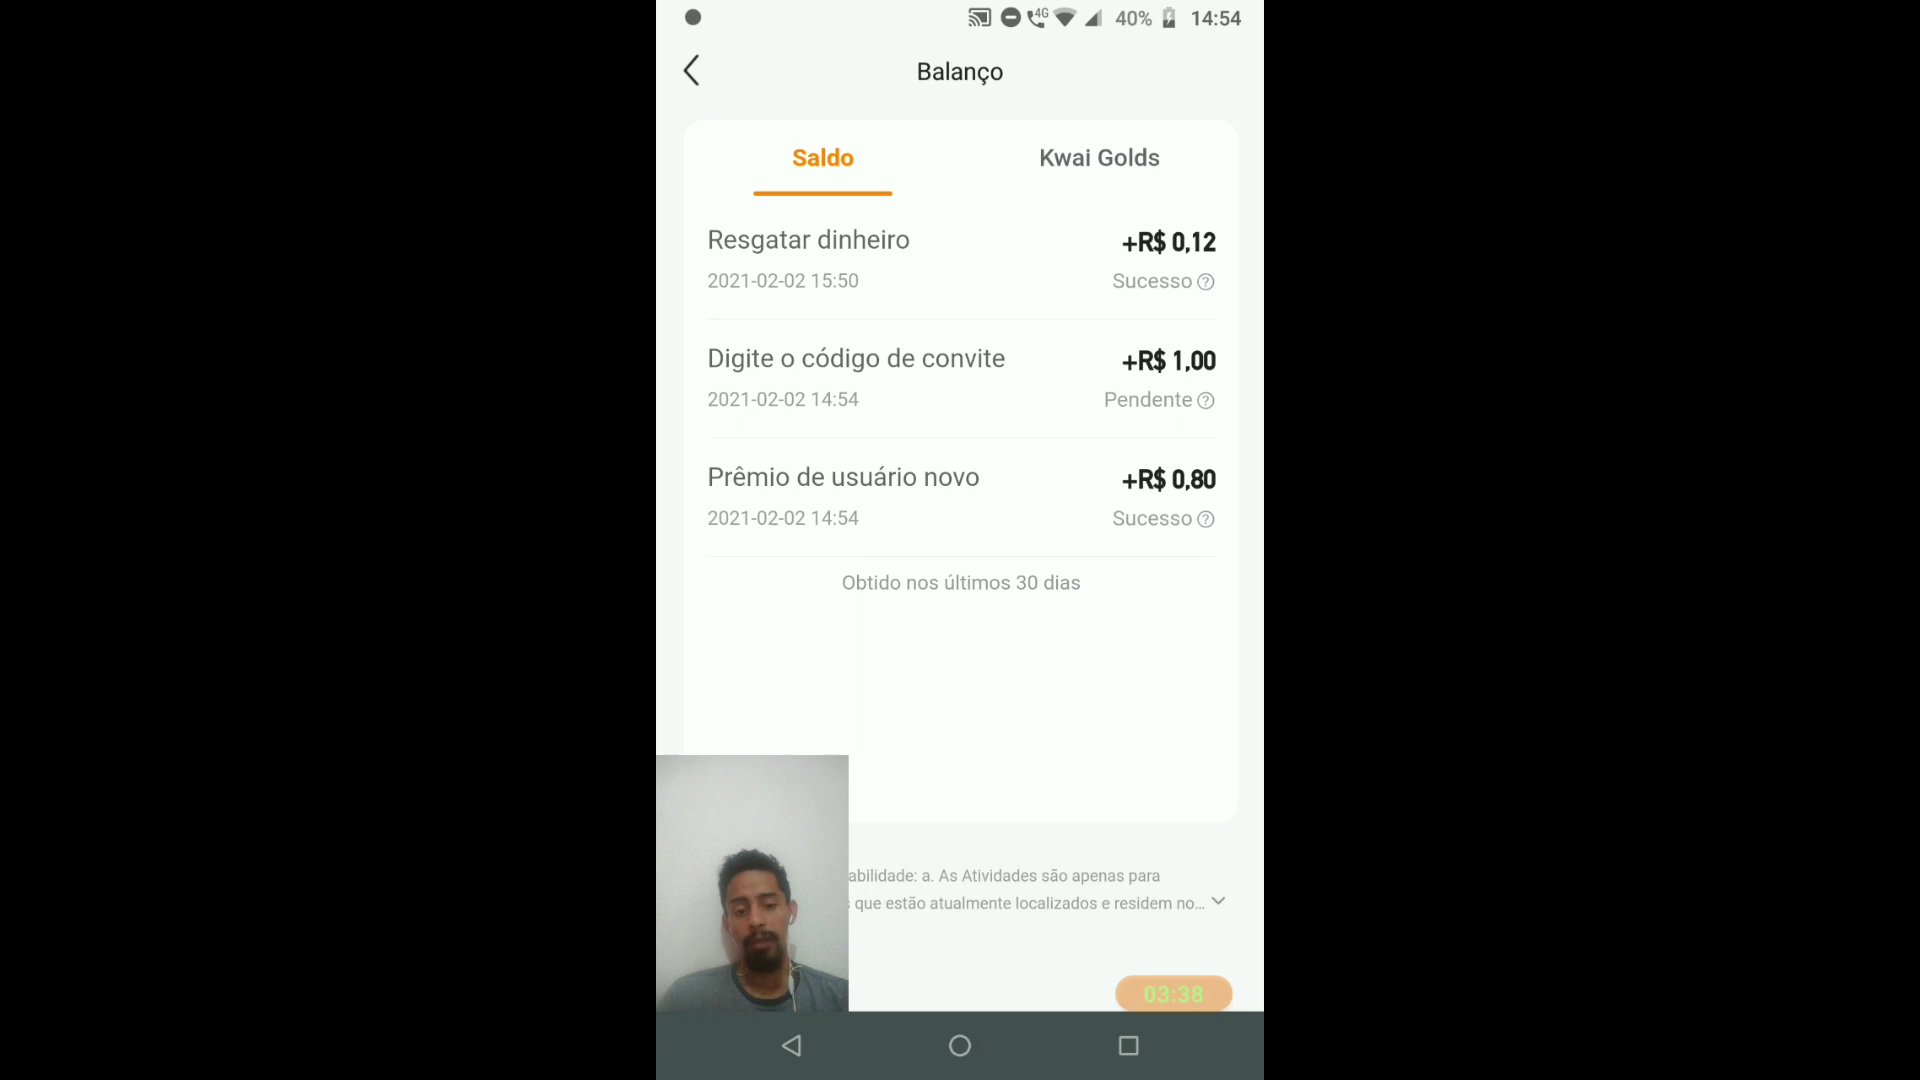 4G 40% 14:54
Balanço
Saldo Kwai Golds
Resgatar dinheiro +R$ 0,12
2021-02-02 15:50 Sucesso
Digite o código de convite +R$ 1,00
2021-02-02 14:54 Pendente
Prêmio de usuário novo +R$ 0,80
2021-02-02 14:54 Sucesso
Obtido nos últimos 30 dias
abilidade: a. As Atividades são apenas para
que estão atualmente localizados e residem no...
03:38